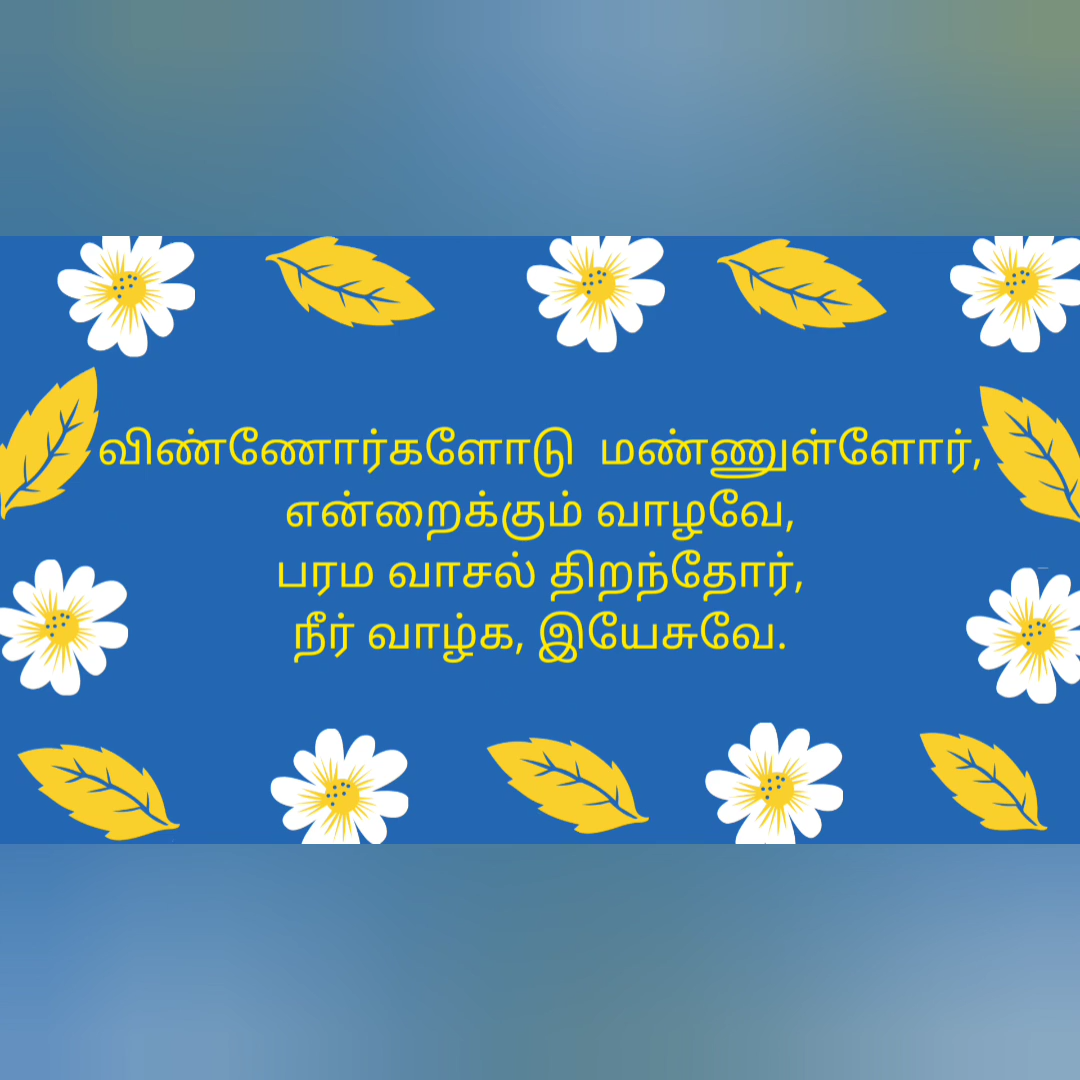 விண்ணோர்களோடு மண்ணுள்ளோர்,
என்றைக்கும் வாழவே,
பரம வாசல் திறந்தோர்,
நீர் வாழ்க, இயேசுவே.